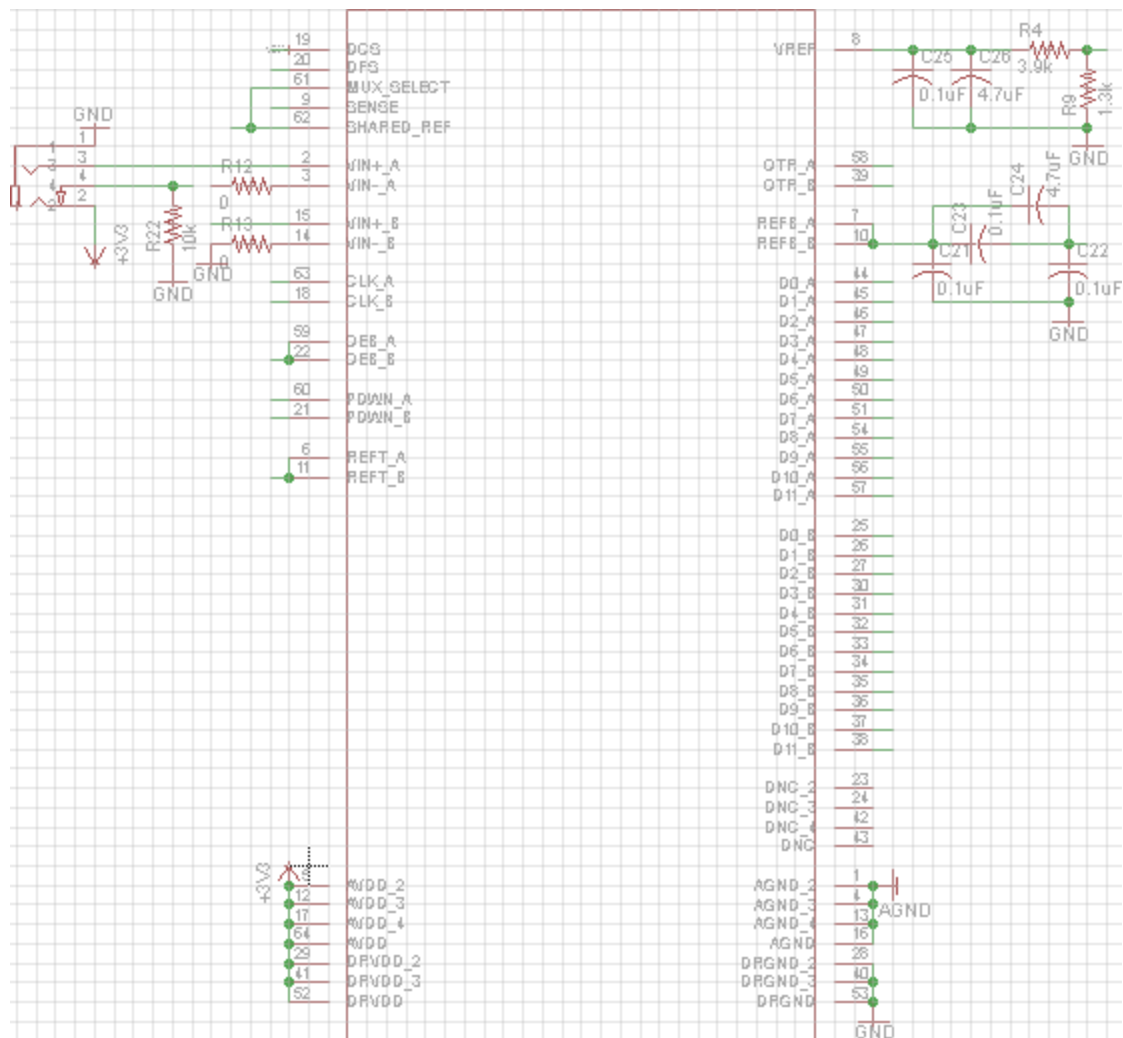 19 DCS
20 DFS
61 MUX_SELECT
9 SENSE
62 SHARED_REF
GND
1 1
3 3
4 4
2 2
2 VIN+_A
R12
3 VIN-_A
0
15 VIN+_B
R13
14 VIN-_B
0
R22
10k
+3V3
GND
GND
63 CLK_A
18 CLK_B
59 OEB_A
22 OEB_B
60 PDWN_A
21 PDWN_B
6 REFT_A
11 REFT_B
+3V3
5 AVDD_2
12 AVDD_3
17 AVDD_4
64 AVDD
29 DRVDD_2
41 DRVDD_3
52 DRVDD
VREF 8
C25
0.1uF
C26
4.7uF
R4
3.9k
R9
1.3k
GND
OTR_A 58
OTR_B 39
REFB_A 7
REFB_B 10
C24
4.7uF
C23
0.1uF
C21
0.1uF
C22
0.1uF
GND
D0_A 44
D1_A 45
D2_A 46
D3_A 47
D4_A 48
D5_A 49
D6_A 50
D7_A 51
D8_A 54
D9_A 55
D10_A 56
D11_A 57
D0_B 25
D1_B 26
D2_B 27
D3_B 30
D4_B 31
D5_B 32
D6_B 33
D7_B 34
D8_B 35
D9_B 36
D10_B 37
D11_B 38
DNC_2 23
DNC_3 24
DNC_4 42
DNC 43
AGND_2 1
AGND_3 4
AGND_4 13
AGND 16
AGND
DRGND_2 28
DRGND_3 40
DRGND 53
GND